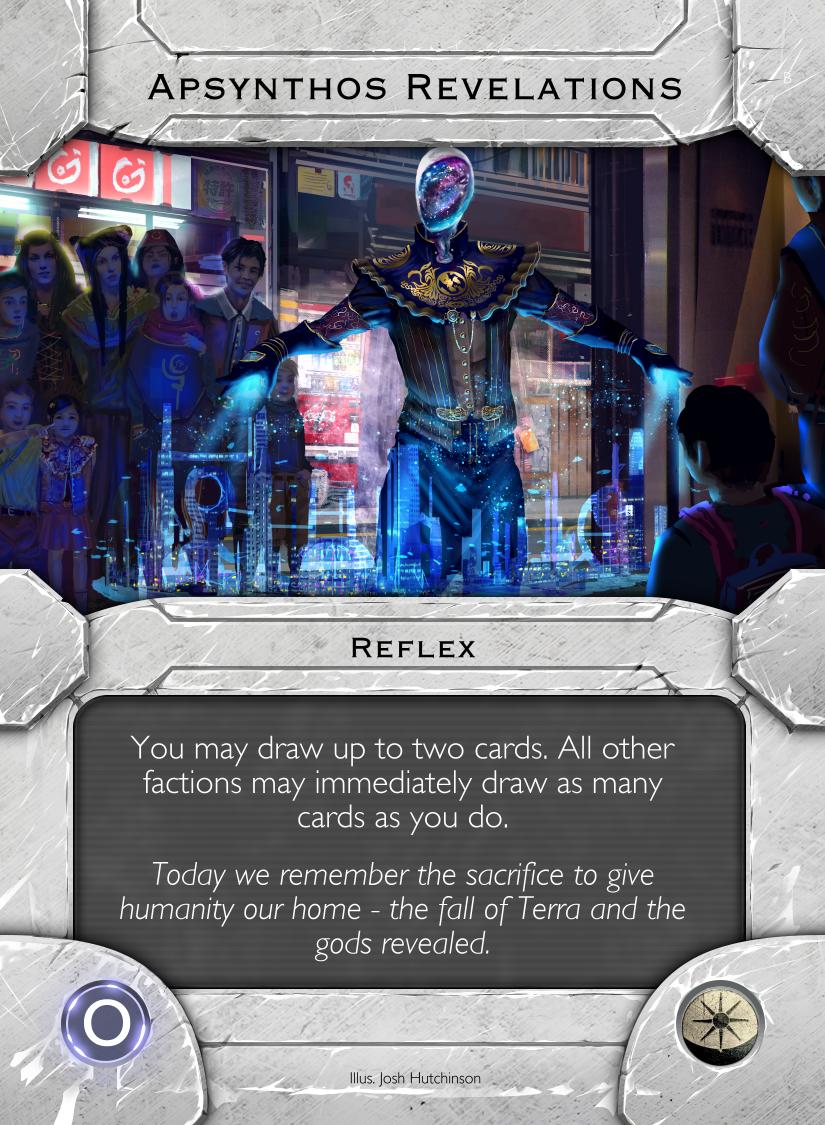 Apsynthos Revelations
B
特許
Reflex
You may draw up to two cards. All other
factions may immediately draw as many
cards as you do.
Today we remember the sacrifice to give
humanity our home - the fall of Terra and the
gods revealed.
O
Illus. Josh Hutchinson